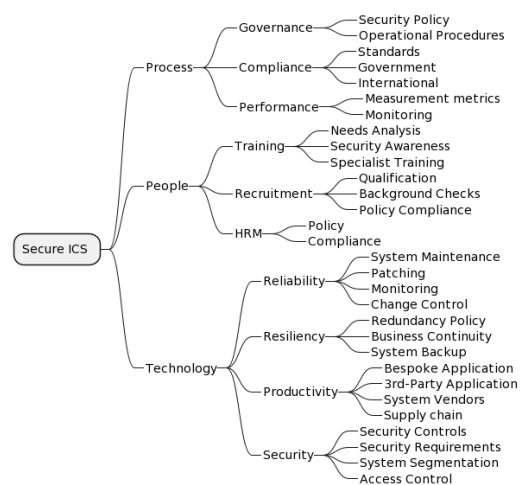 Secure ICS
Process
Governance
Security Policy
Operational Procedures
Compliance
Standards
Government
International
Performance
Measurement metrics
Monitoring
People
Training
Needs Analysis
Security Awareness
Specialist Training
Recruitment
Qualification
Background Checks
Policy Compliance
HRM
Policy
Compliance
Technology
Reliability
System Maintenance
Patching
Monitoring
Change Control
Resiliency
Redundancy Policy
Business Continuity
System Backup
Productivity
Bespoke Application
3rd-Party Application
System Vendors
Supply chain
Security
Security Controls
Security Requirements
System Segmentation
Access Control